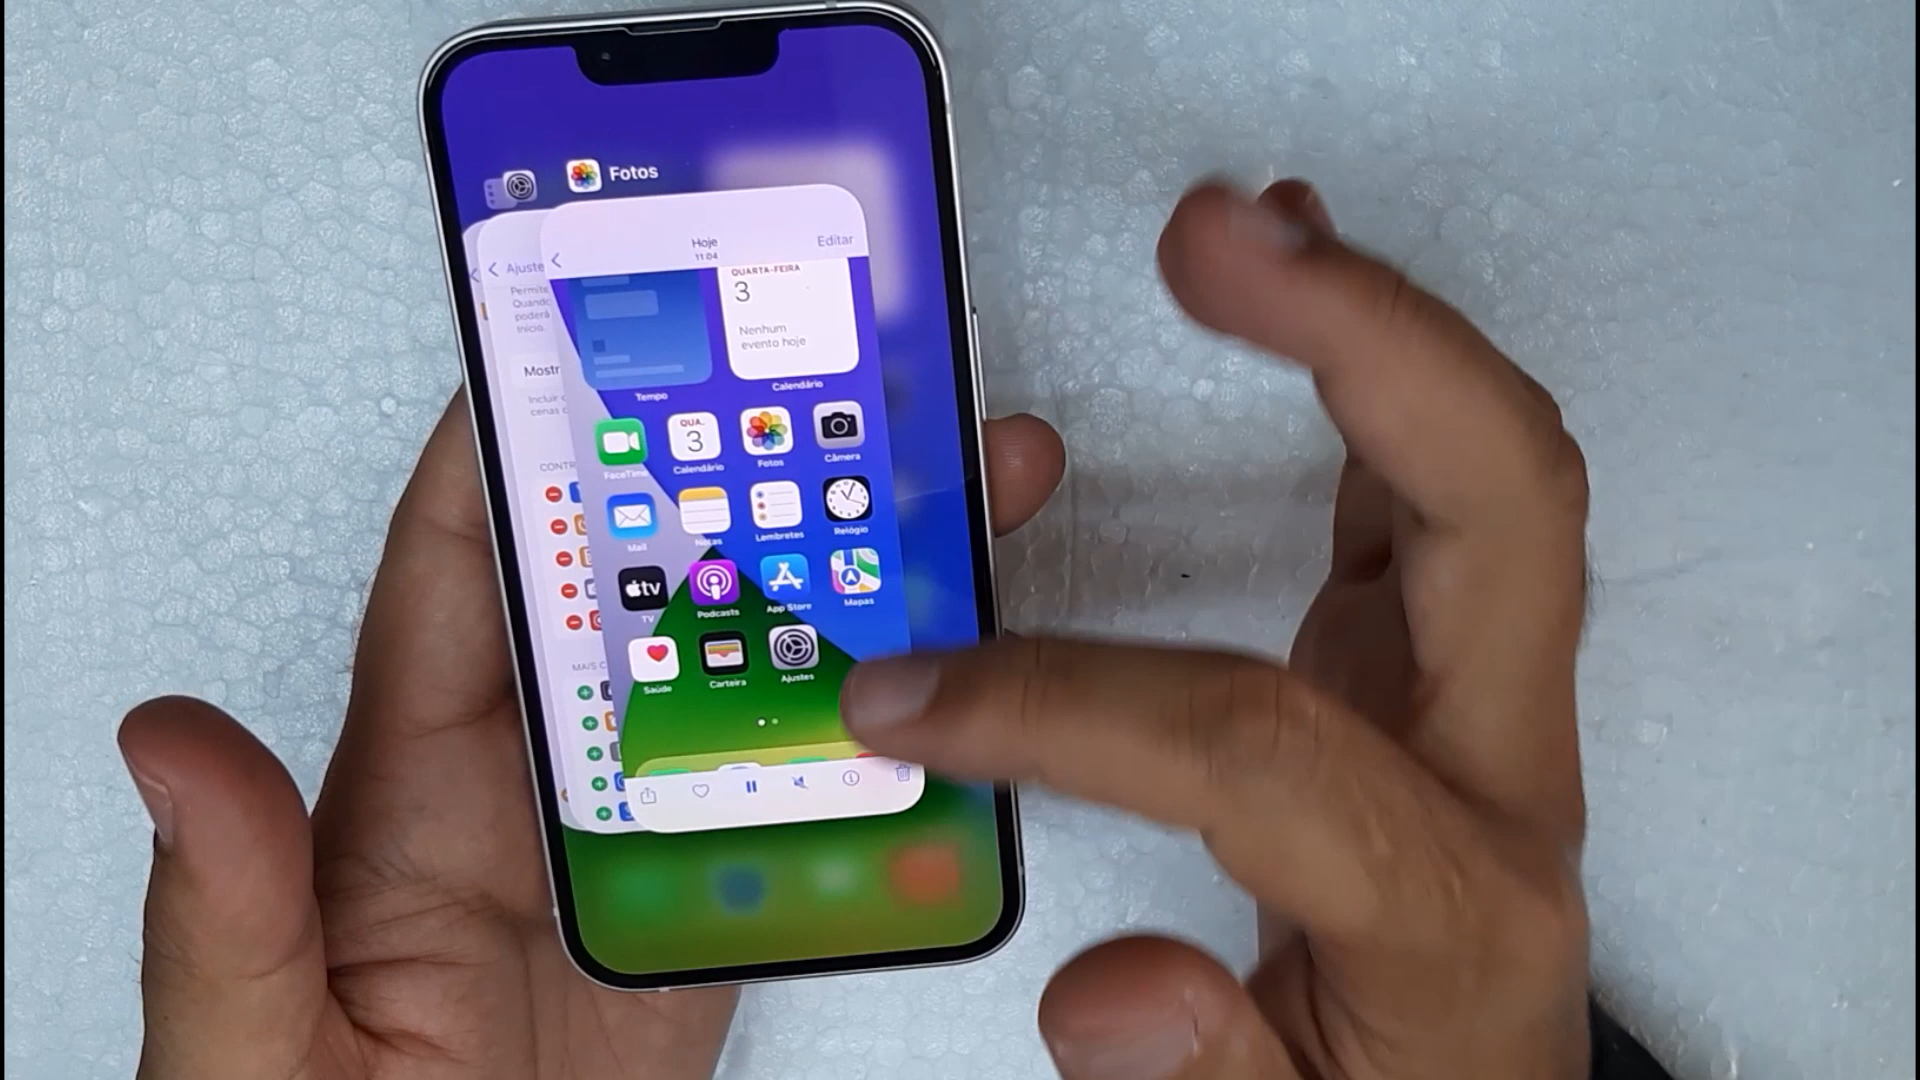 Fotos
Hoje
11:04
Editar
Ajuste
Permite
Quando
poderá
Início.
Mostr
Incluir
cenas
CONTR
MAIS C
QUARTA-FEIRA
3
Nenhum
evento hoje
Tempo
Calendário
QUA.
3
FaceTime
Calendário
Fotos
Câmera
Mail
Notas
Lembretes
Relógio
tv
TV
Podcasts
App Store
Mapas
Saúde
Carteira
Ajustes